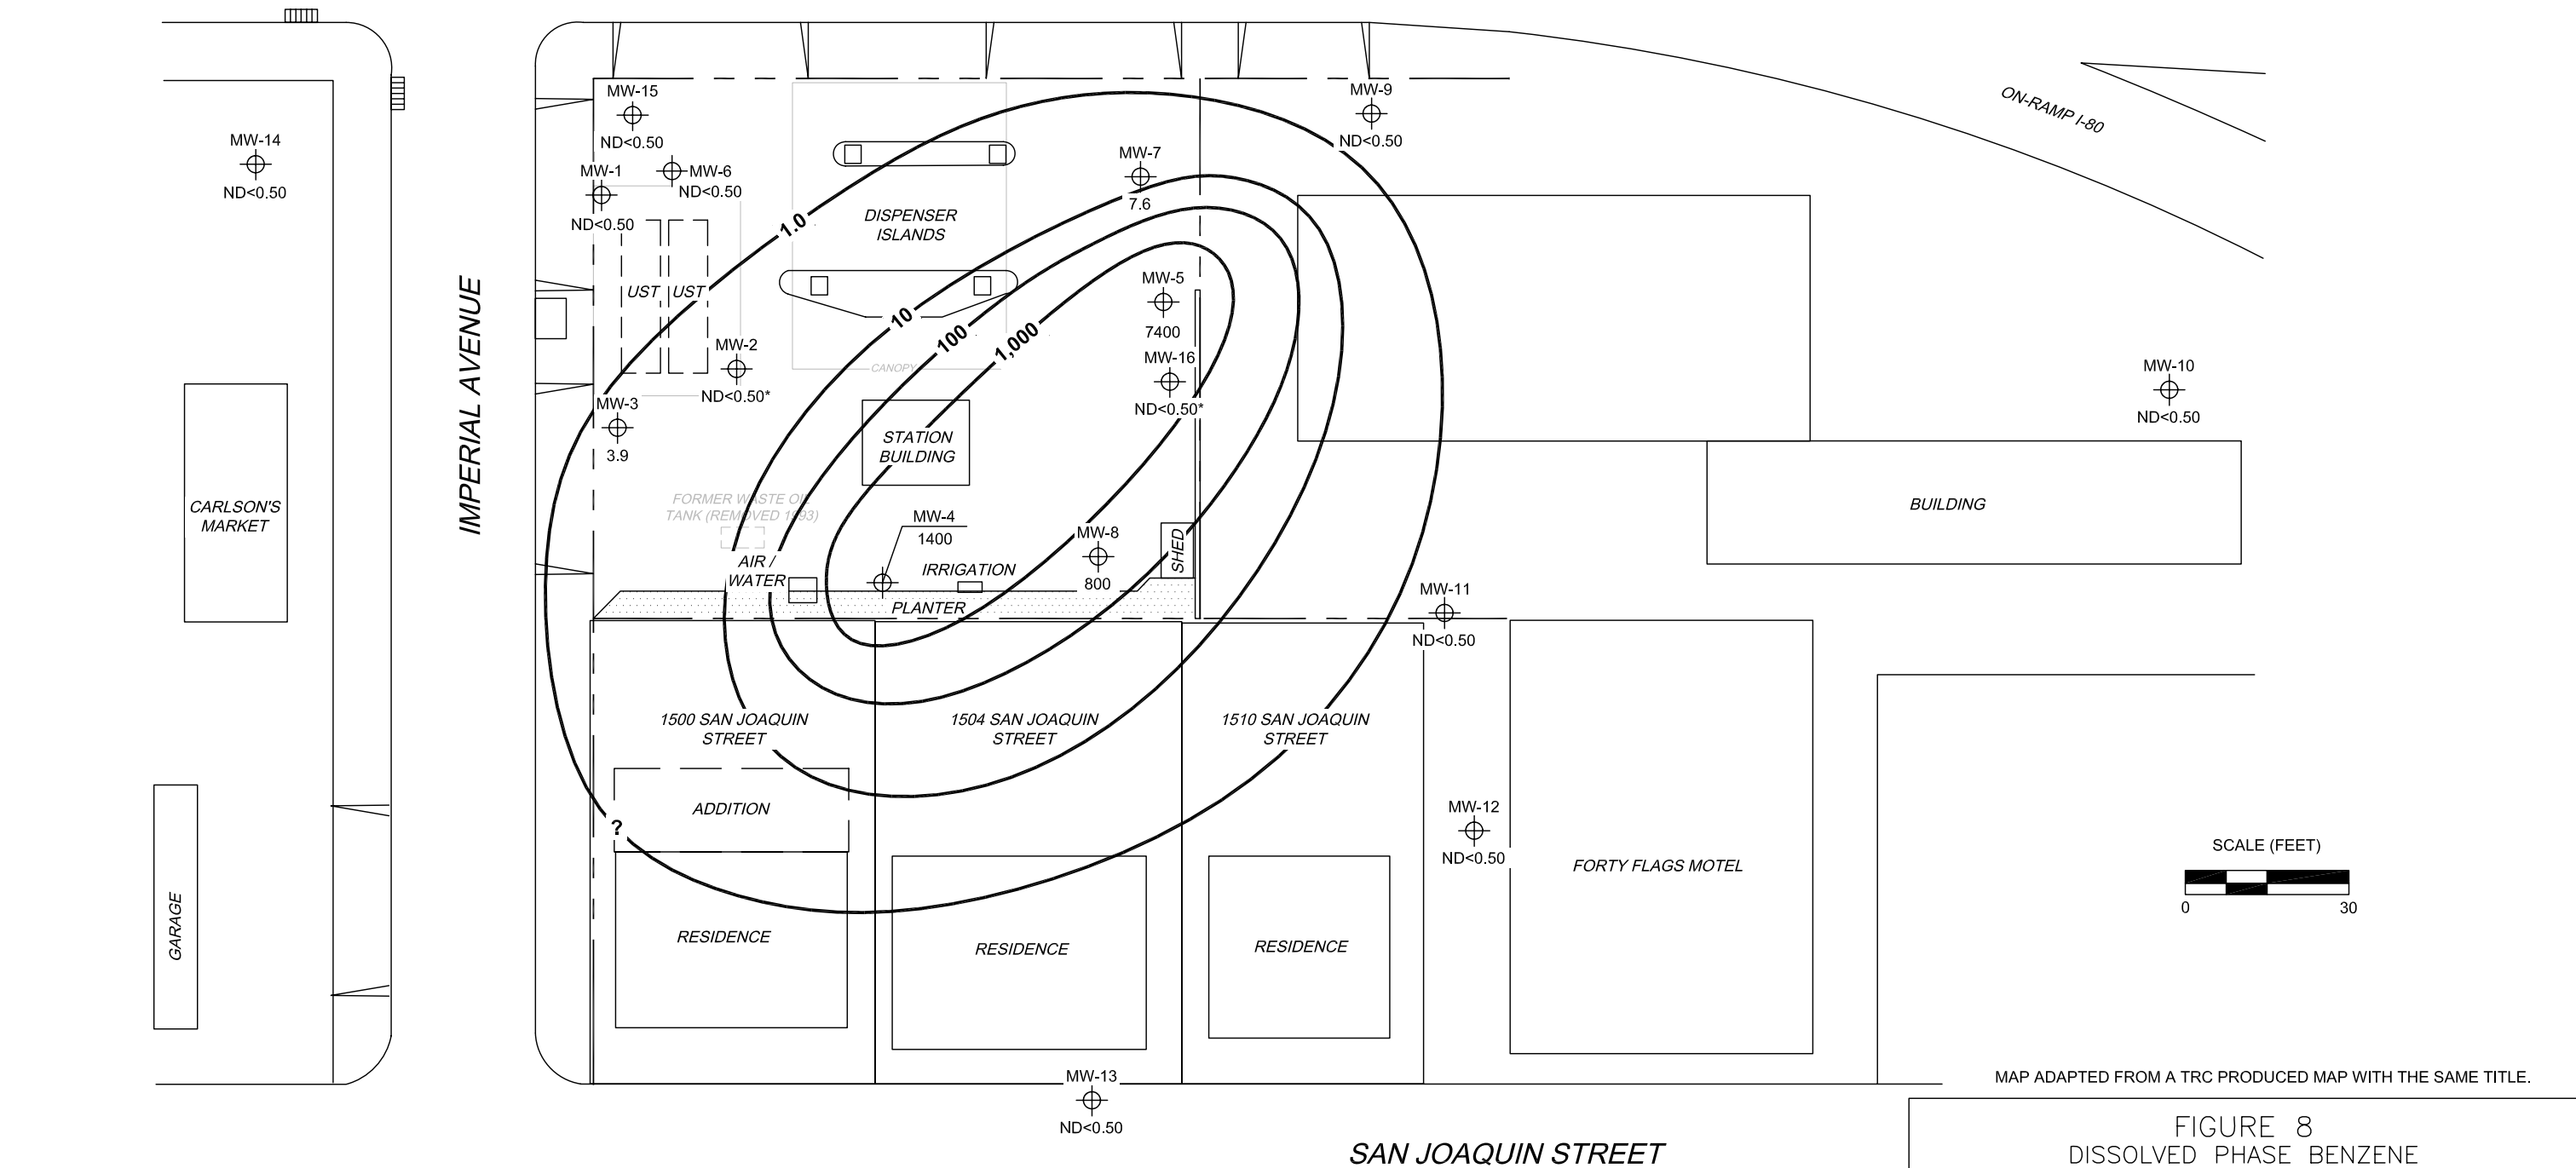 MW-15
ND<0.50
MW-9
ND<0.50
ON-RAMP I-80
MW-14
ND<0.50
MW-1
ND<0.50
MW-6
ND<0.50
MW-7
7.6
1.0
DISPENSER
ISLANDS
UST
UST
MW-5
7400
10
100
1,000
MW-2
ND<0.50*
CANOPY
MW-16
ND<0.50*
MW-10
ND<0.50
MW-3
3.9
IMPERIAL AVENUE
STATION
BUILDING
CARLSON'S
MARKET
FORMER WASTE OIL
TANK (REMOVED 1993)
BUILDING
MW-4
1400
MW-8
800
SHED
AIR /
WATER
IRRIGATION
PLANTER
MW-11
ND<0.50
1500 SAN JOAQUIN
STREET
1504 SAN JOAQUIN
STREET
1510 SAN JOAQUIN
STREET
ADDITION
?
MW-12
ND<0.50
FORTY FLAGS MOTEL
SCALE (FEET)
0
30
GARAGE
RESIDENCE
RESIDENCE
RESIDENCE
MW-13
ND<0.50
MAP ADAPTED FROM A TRC PRODUCED MAP WITH THE SAME TITLE.
SAN JOAQUIN STREET
FIGURE 8
DISSOLVED PHASE BENZENE